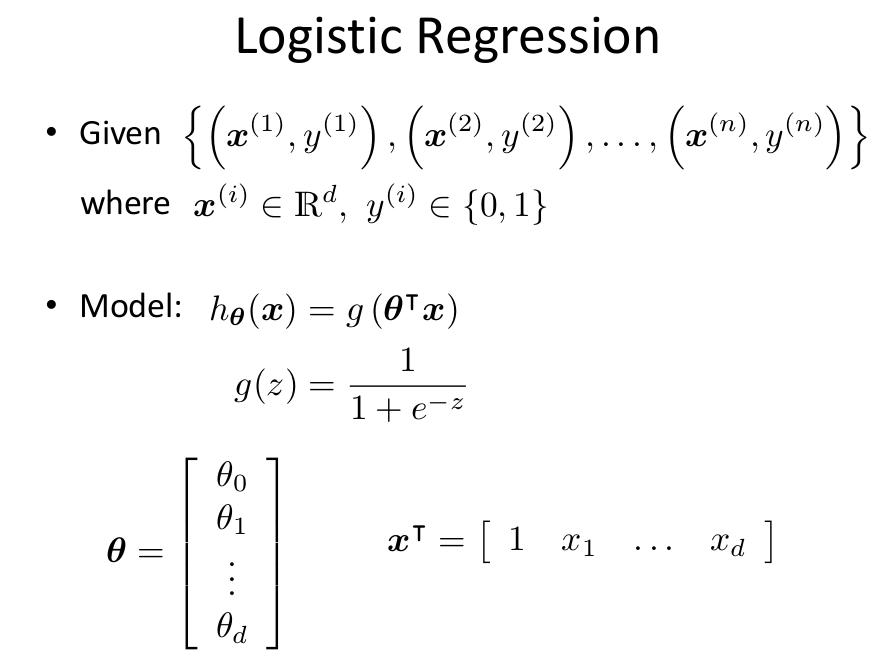 Logistic Regression
• Given {(x^(1), y^(1)), (x^(2), y^(2)), ..., (x^(n), y^(n))}
where x^(i) ∈ ℝ^d, y^(i) ∈ {0, 1}
• Model: h_θ(x) = g(θ^⊤x)
g(z) = 1 / (1 + e^−z)
θ = [θ_0 θ_1 ⋮ θ_d]
x^⊤ = [1 x_1 ... x_d]